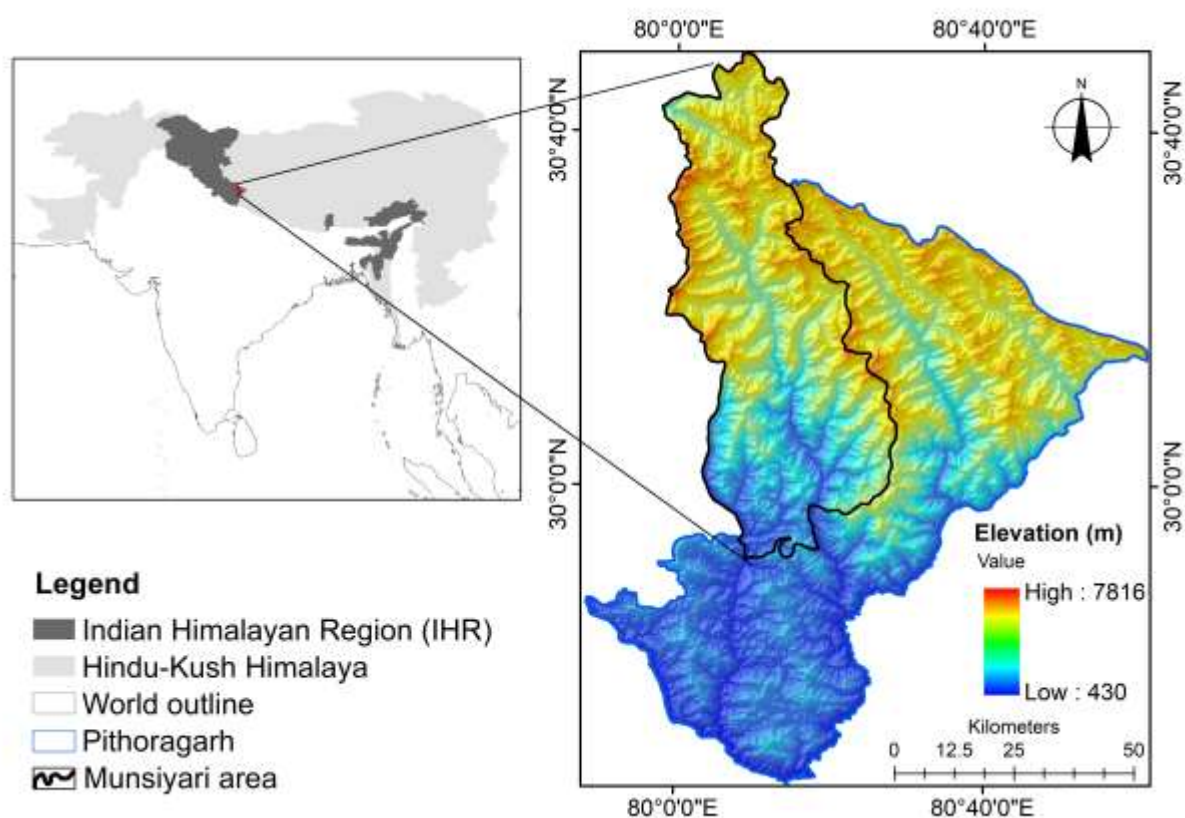 80°0'0"E
80°40'0"E
N
30°40'0"N
30°40'0"N
30°0'0"N
30°0'0"N
Elevation (m)
Value
High : 7816
Low : 430
Kilometers
0 12.5 25 50
80°0'0"E
80°40'0"E
Legend
Indian Himalayan Region (IHR)
Hindu-Kush Himalaya
World outline
Pithoragarh
Munsiyari area